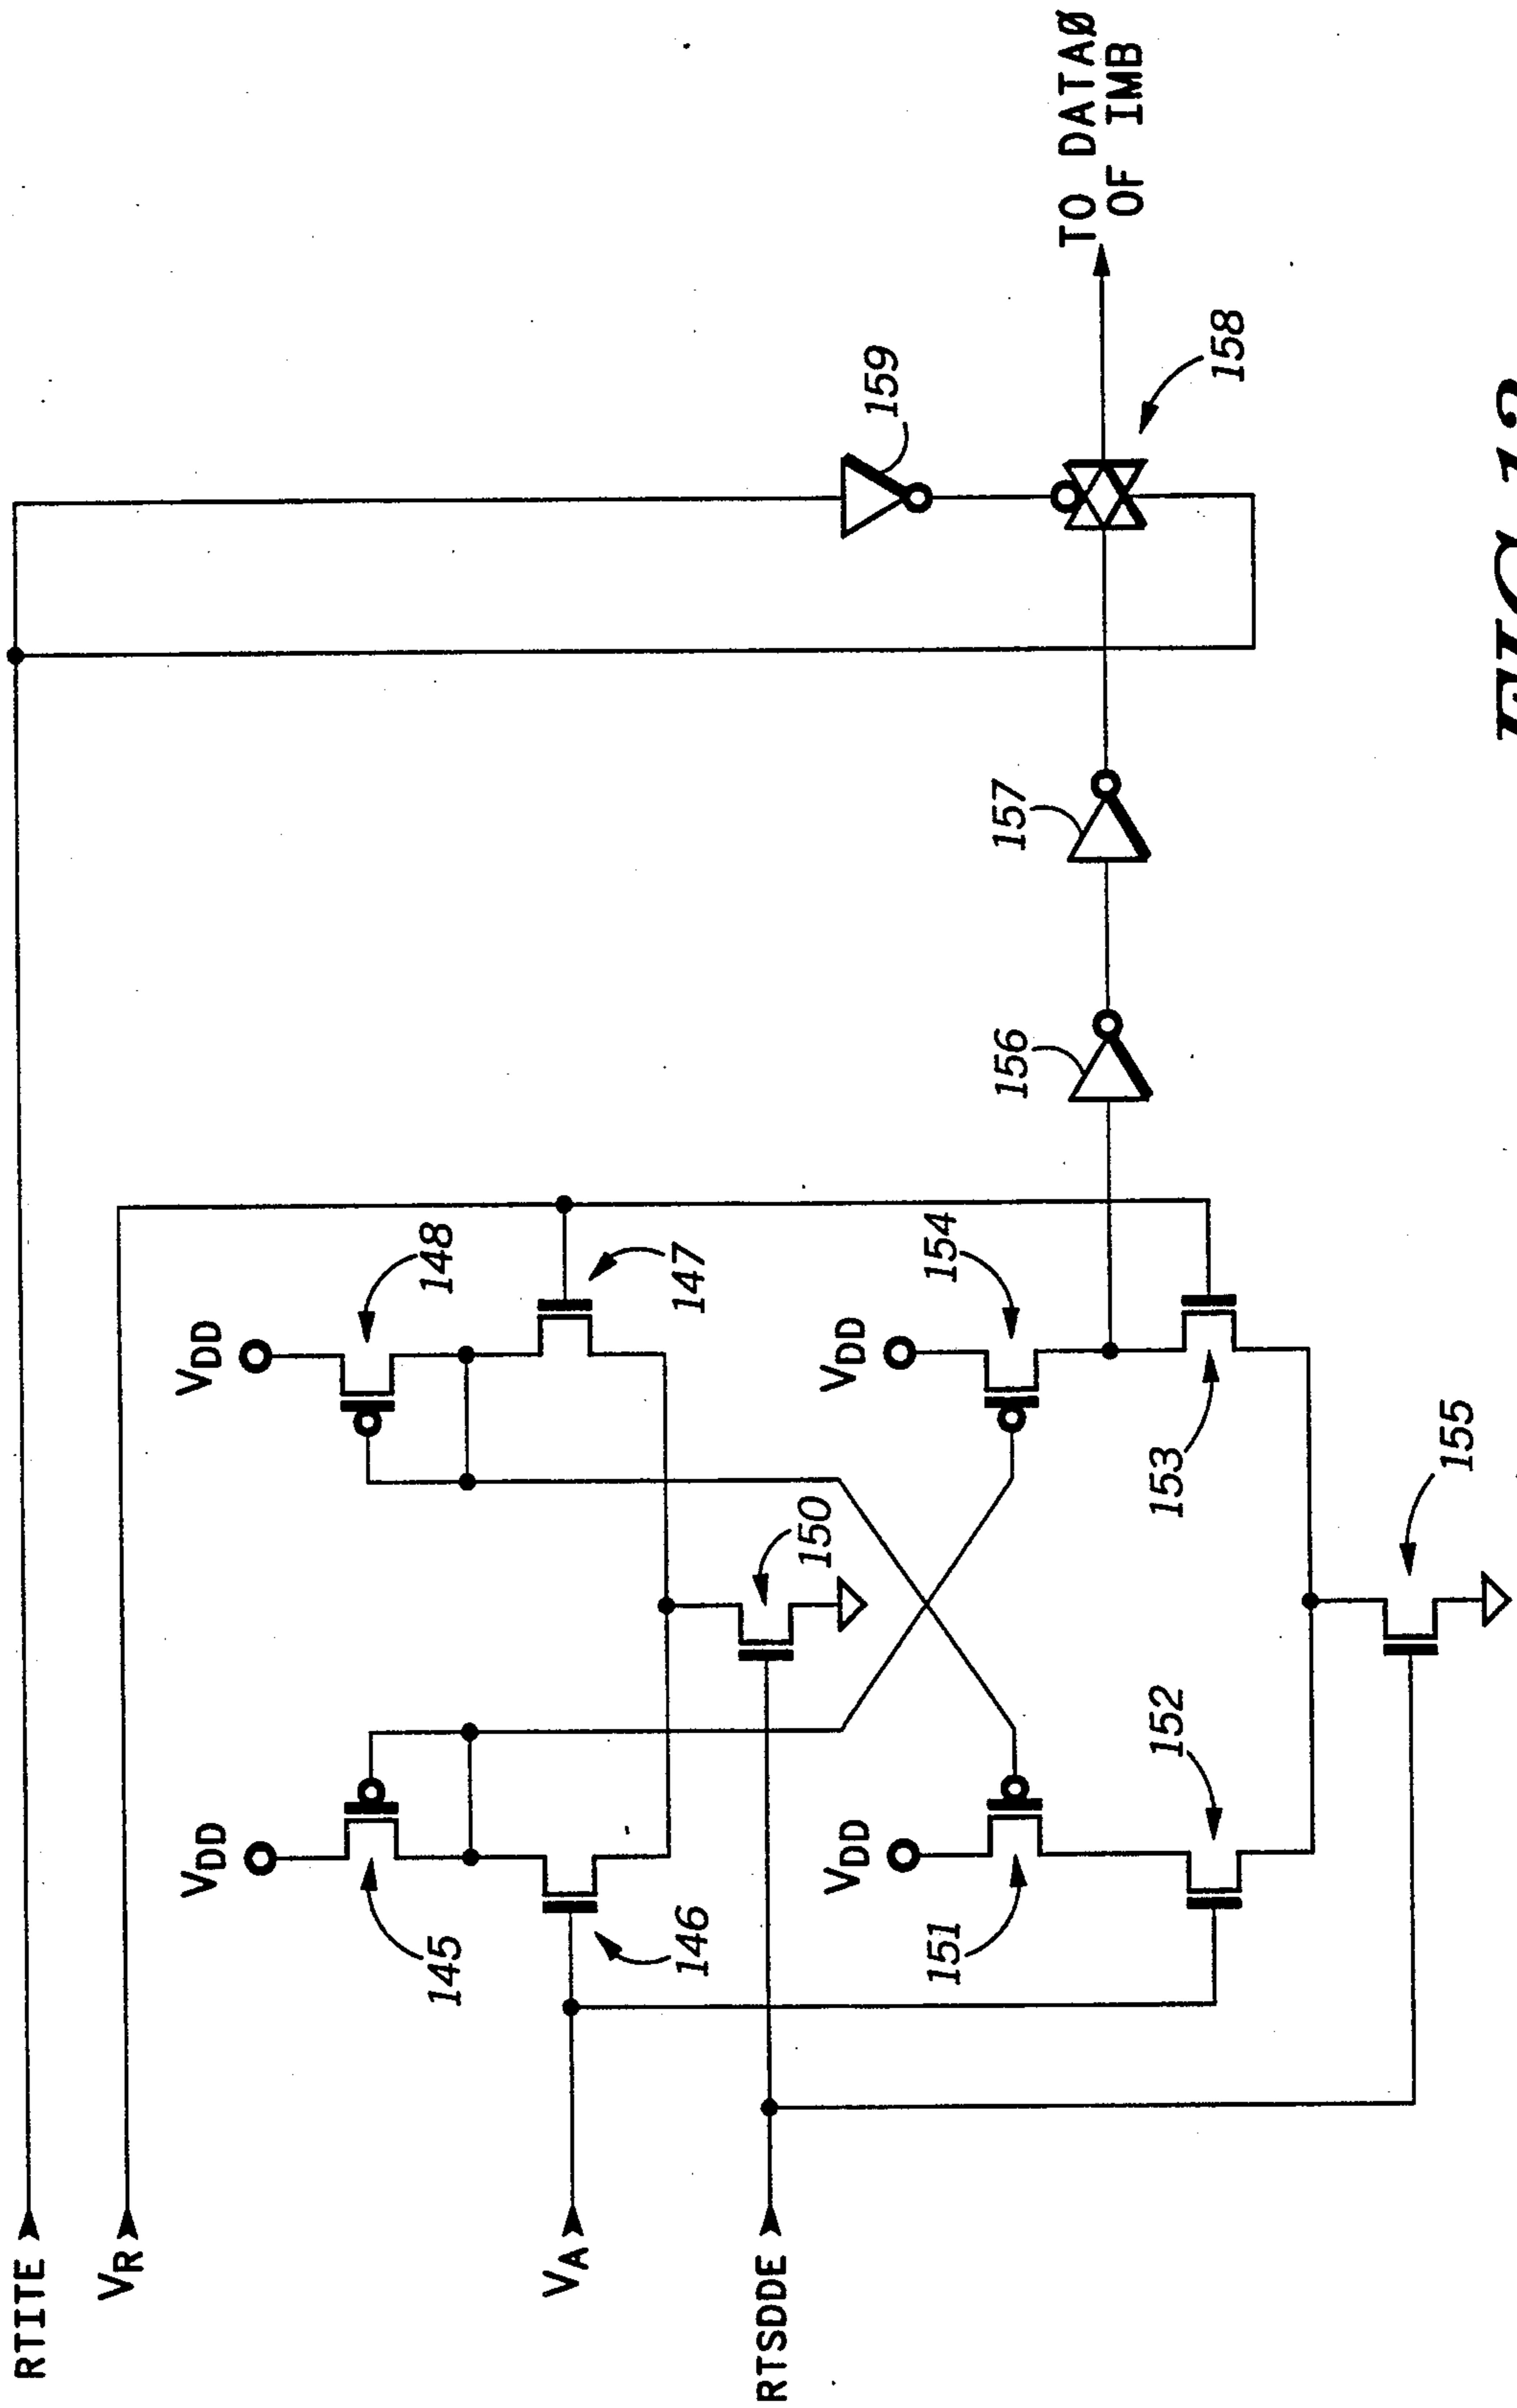 RTITE
VR
VDD
VDD
145
148
VA
146
147
RTSDDE
150
VDD
VDD
159
151
154
156
157
TO DATAØ
OF IMB
152
153
158
155
FIG